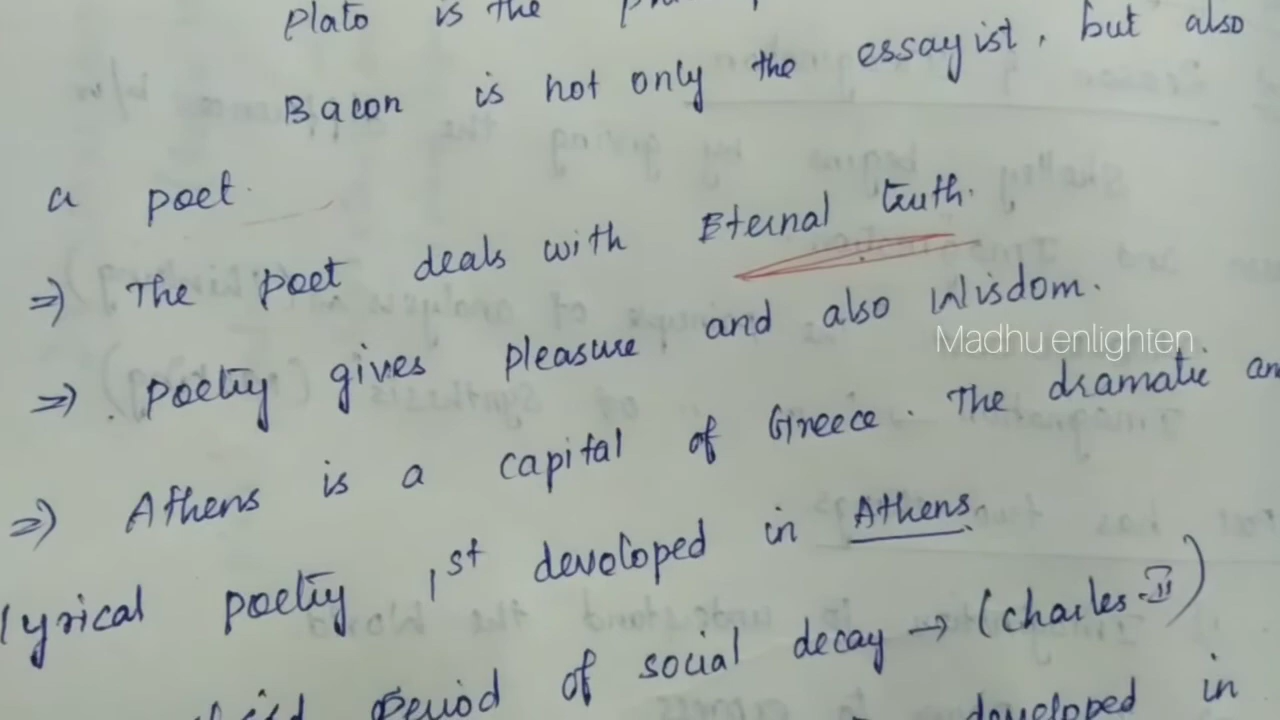 Plato is the
Bacon is not only the essayist, but also
a poet.
=) The poet deals with Eternal truth.
=) Poetry gives pleasure and also Wisdom.
Madhu enlighten
=) Athens is a capital of Greece. The dramatic an
lyrical poetry 1st developed in Athens.
period of social decay → (Charles-II)
developed in